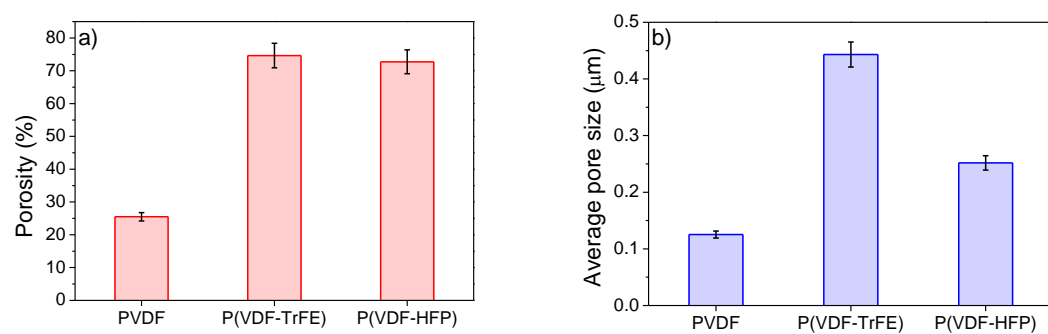 a)
Porosity (%)
80
70
60
50
40
30
20
10
0
PVDF P(VDF-TrFE) P(VDF-HFP)
b)
Average pore size (μm)
0.5
0.4
0.3
0.2
0.1
0.0
PVDF P(VDF-TrFE) P(VDF-HFP)